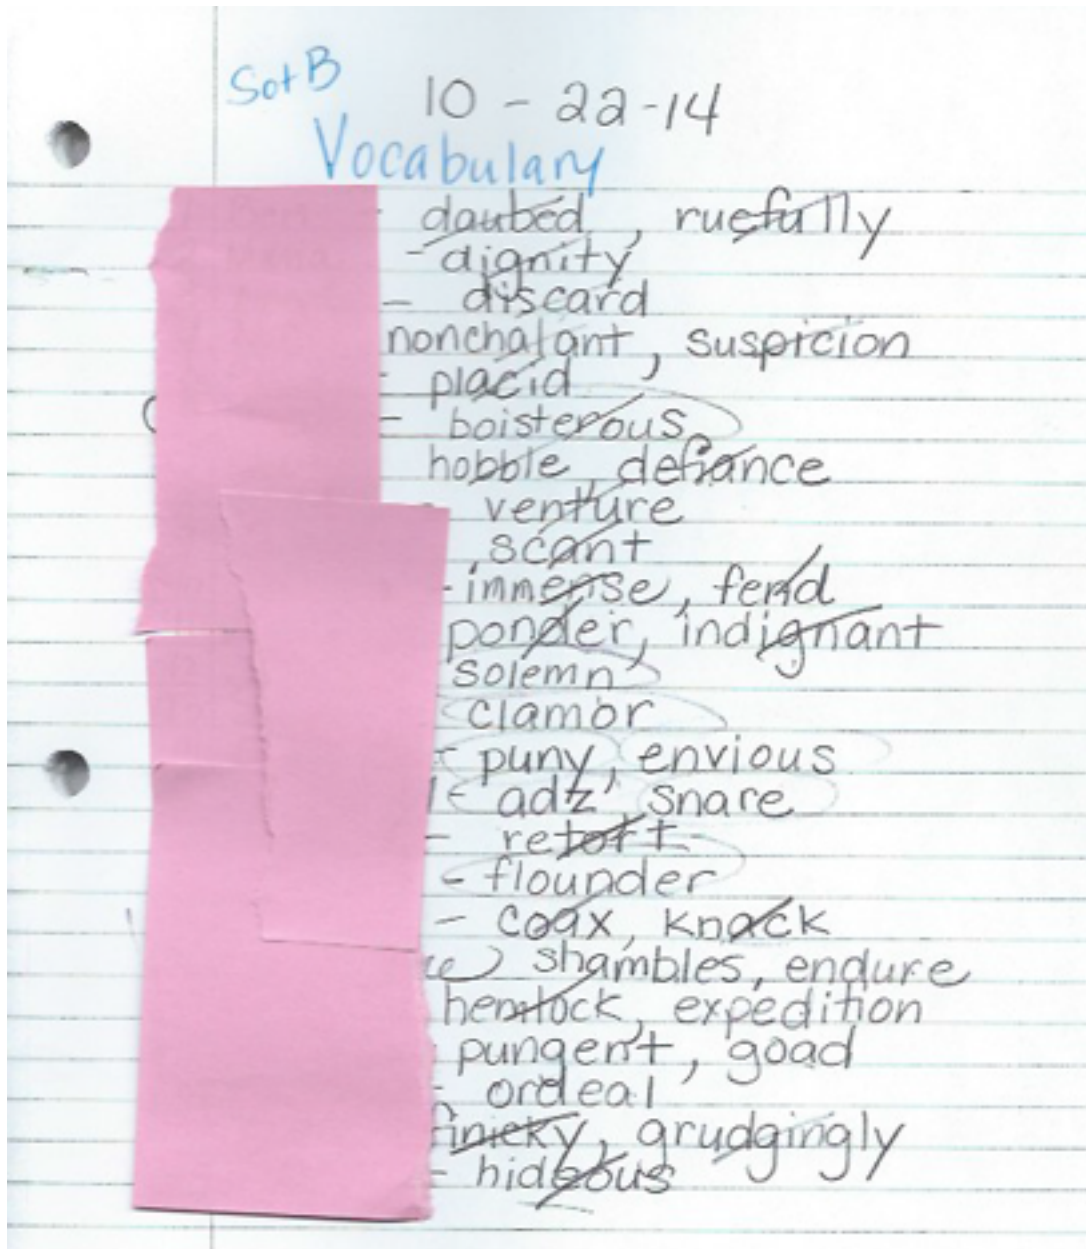 SotB
10-22-14
Vocabulary
- daubed, ruefully
- dignity
- discard
nonchalant, suspicion
- placid
- boisterous
hobble, defiance
- venture
scant
- immense, fend
ponder, indignant
solemn
clamor
- puny, envious
- adz, snare
- retort
- flounder
- coax, knack
shambles, endure
hemlock, expedition
pungent, goad
- ordeal
finicky, grudgingly
- hideous